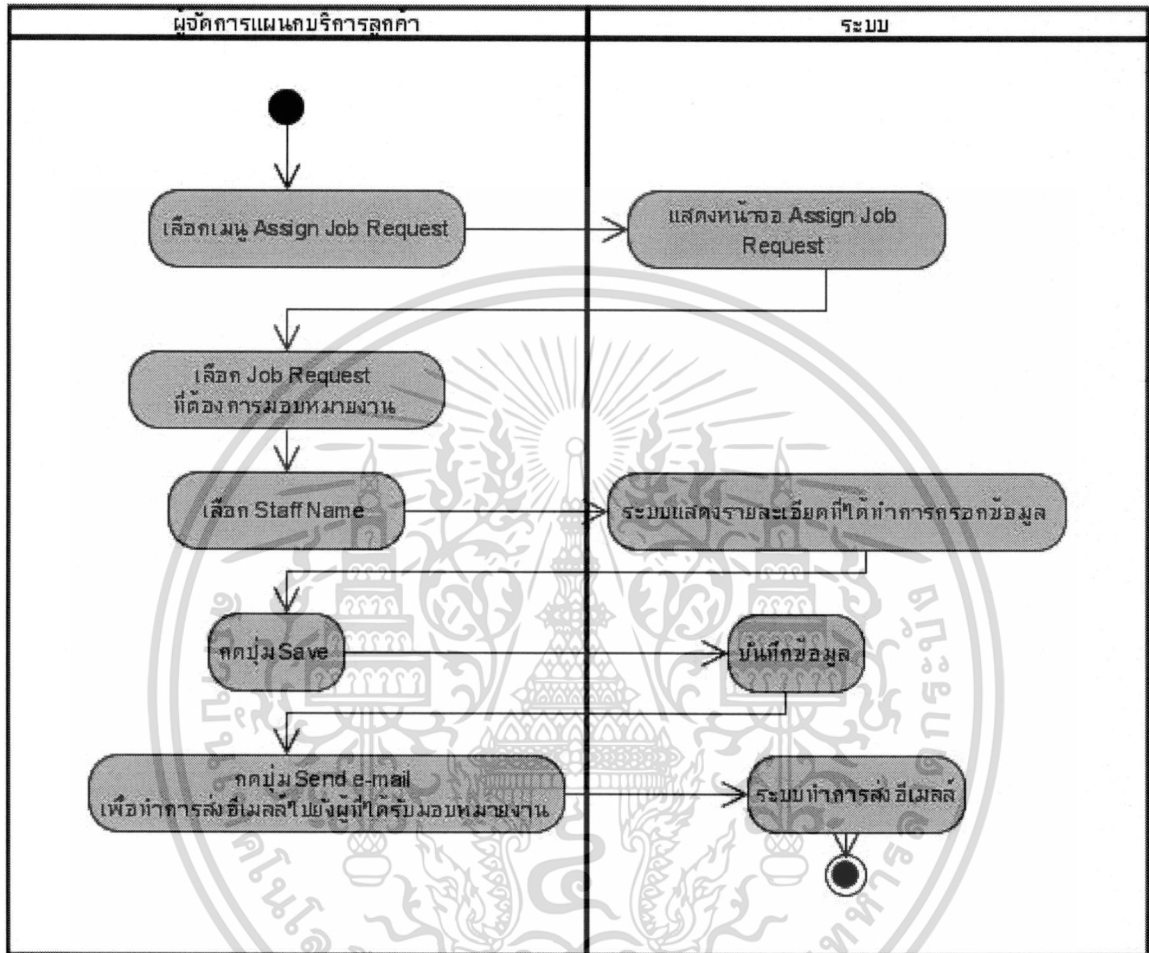 ผู้จัดการแผนกบริการลูกค้า
ระบบ
เลือกเมนู Assign Job Request
แสดงหน้าจอ Assign Job
Request
เลือก Job Request
ที่ต้องการมอบหมายงาน
เลือก Staff Name
ระบบแสดงรายละเอียดที่ได้ทำการกรอกข้อมูล
กดปุ่ม Save
บันทึกข้อมูล
กดปุ่ม Send e-mail
เพื่อทำการส่งอีเมลล์ไปยังผู้ที่ได้รับมอบหมายงาน
ระบบทำการส่งอีเมลล์